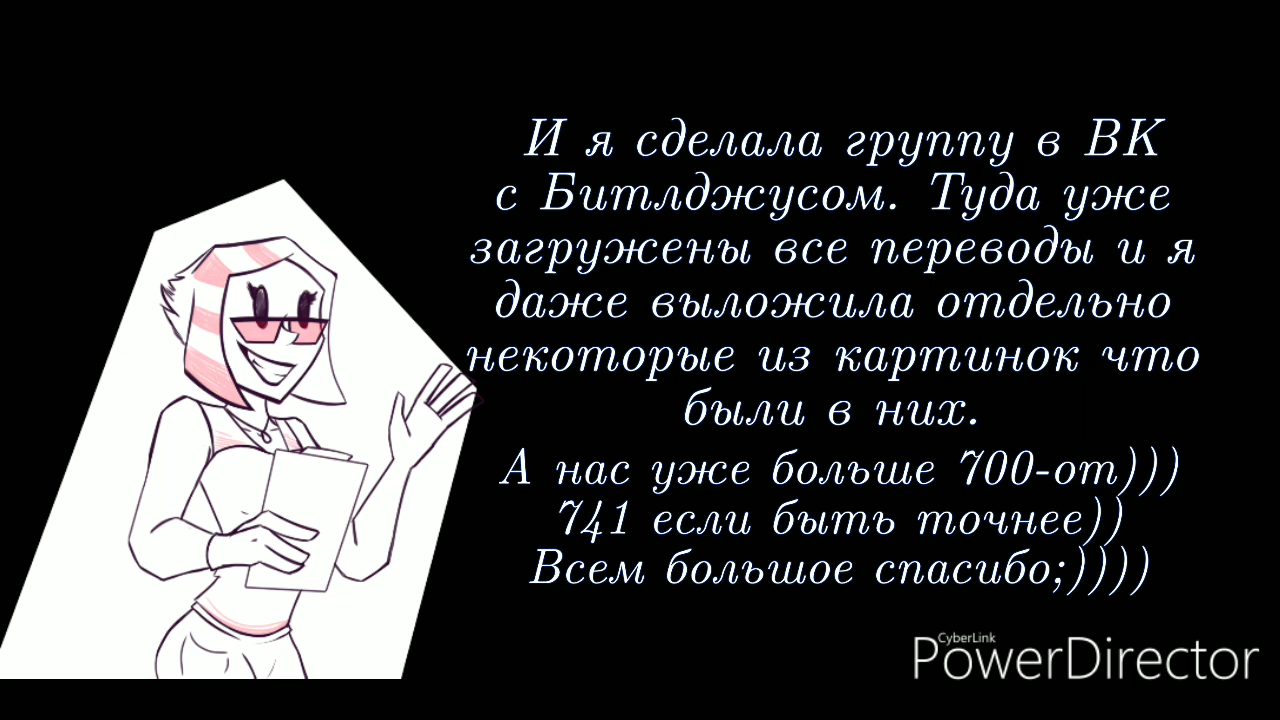 И я сделала группу в ВК
с Битлджусом. Туда уже
загружены все переводы и я
даже выложила отдельно
некоторые из картинок что
были в них.
А нас уже больше 700-от)))
741 если быть точнее))
Всем большое спасибо;))))
CyberLink
PowerDirector